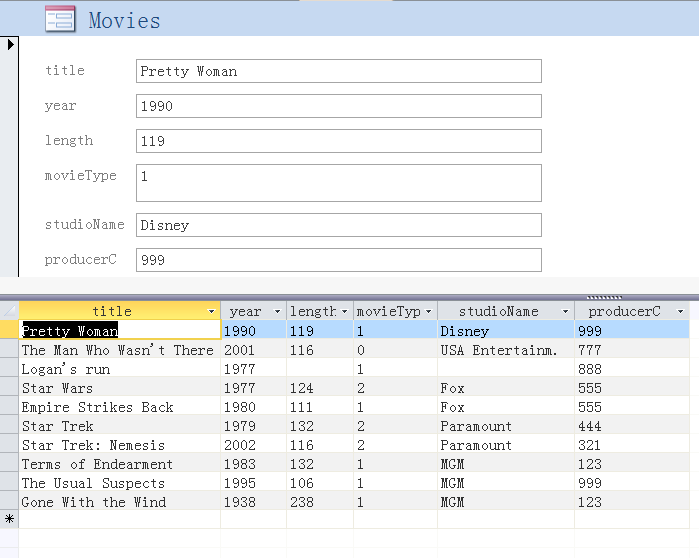 Movies
title Pretty Woman
year 1990
length 119
movieType 1
studioName Disney
producerC 999
title year length movieTyp studioName producerC
Pretty Woman 1990 119 1 Disney 999
The Man Who Wasn't There 2001 116 0 USA Entertainm. 777
Logan's run 1977 1 888
Star Wars 1977 124 2 Fox 555
Empire Strikes Back 1980 111 1 Fox 555
Star Trek 1979 132 2 Paramount 444
Star Trek: Nemesis 2002 116 2 Paramount 321
Terms of Endearment 1983 132 1 MGM 123
The Usual Suspects 1995 106 1 MGM 999
Gone With the Wind 1938 238 1 MGM 123